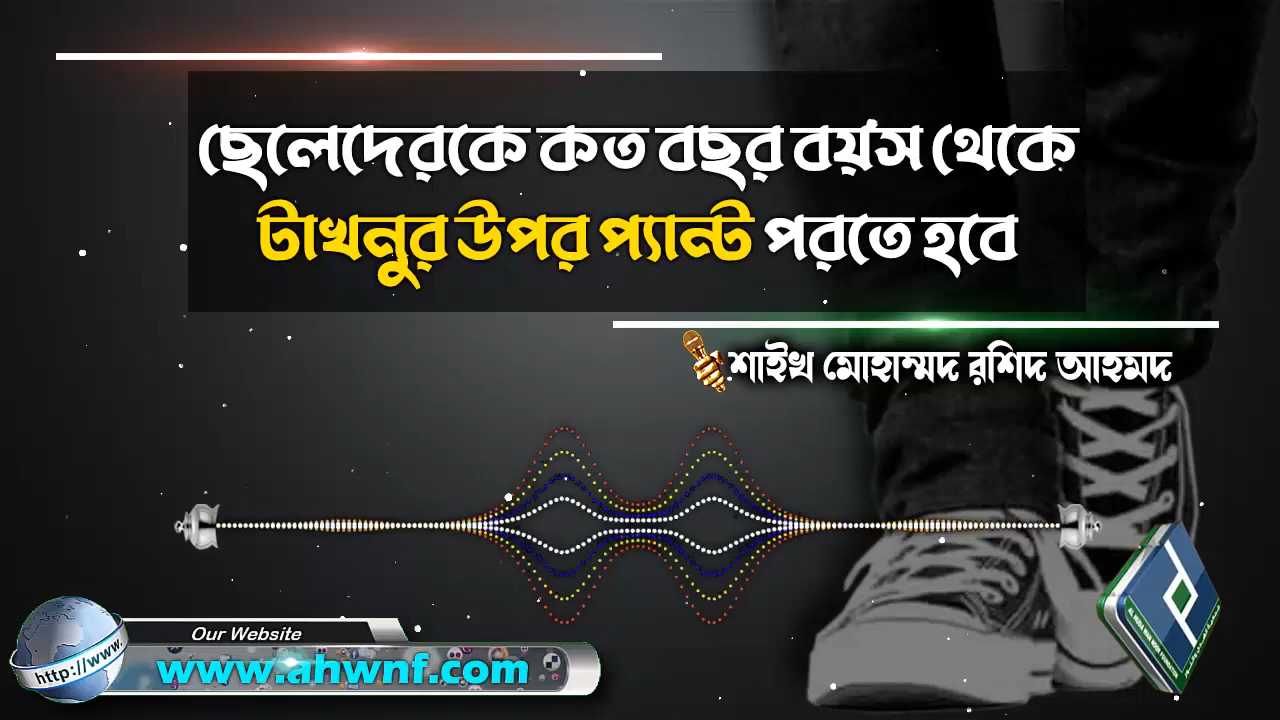 ছেলেদেরকে কত বছর বয়স থেকে
টাখনুর উপর প্যান্ট পরতে হবে
শাইখ মোহাম্মদ রশিদ আহমদ
Our Website
http://www.
www.ahwnf.com